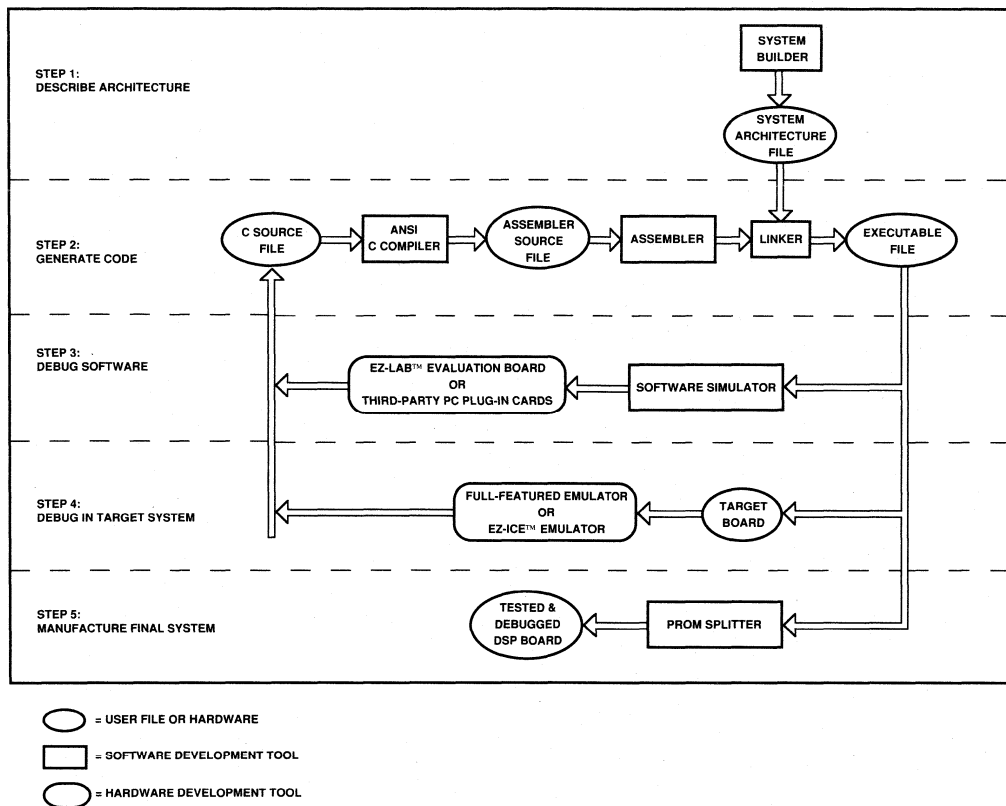 STEP 1:
DESCRIBE ARCHITECTURE
SYSTEM
BUILDER
SYSTEM
ARCHITECTURE
FILE
STEP 2:
GENERATE CODE
C SOURCE
FILE
ANSI
C COMPILER
ASSEMBLER
SOURCE
FILE
ASSEMBLER
LINKER
EXECUTABLE
FILE
STEP 3:
DEBUG SOFTWARE
EZ-LAB™ EVALUATION BOARD
OR
THIRD-PARTY PC PLUG-IN CARDS
SOFTWARE SIMULATOR
STEP 4:
DEBUG IN TARGET SYSTEM
FULL-FEATURED EMULATOR
OR
EZ-ICE™ EMULATOR
TARGET
BOARD
STEP 5:
MANUFACTURE FINAL SYSTEM
TESTED &
DEBUGGED
DSP BOARD
PROM SPLITTER
= USER FILE OR HARDWARE
= SOFTWARE DEVELOPMENT TOOL
= HARDWARE DEVELOPMENT TOOL